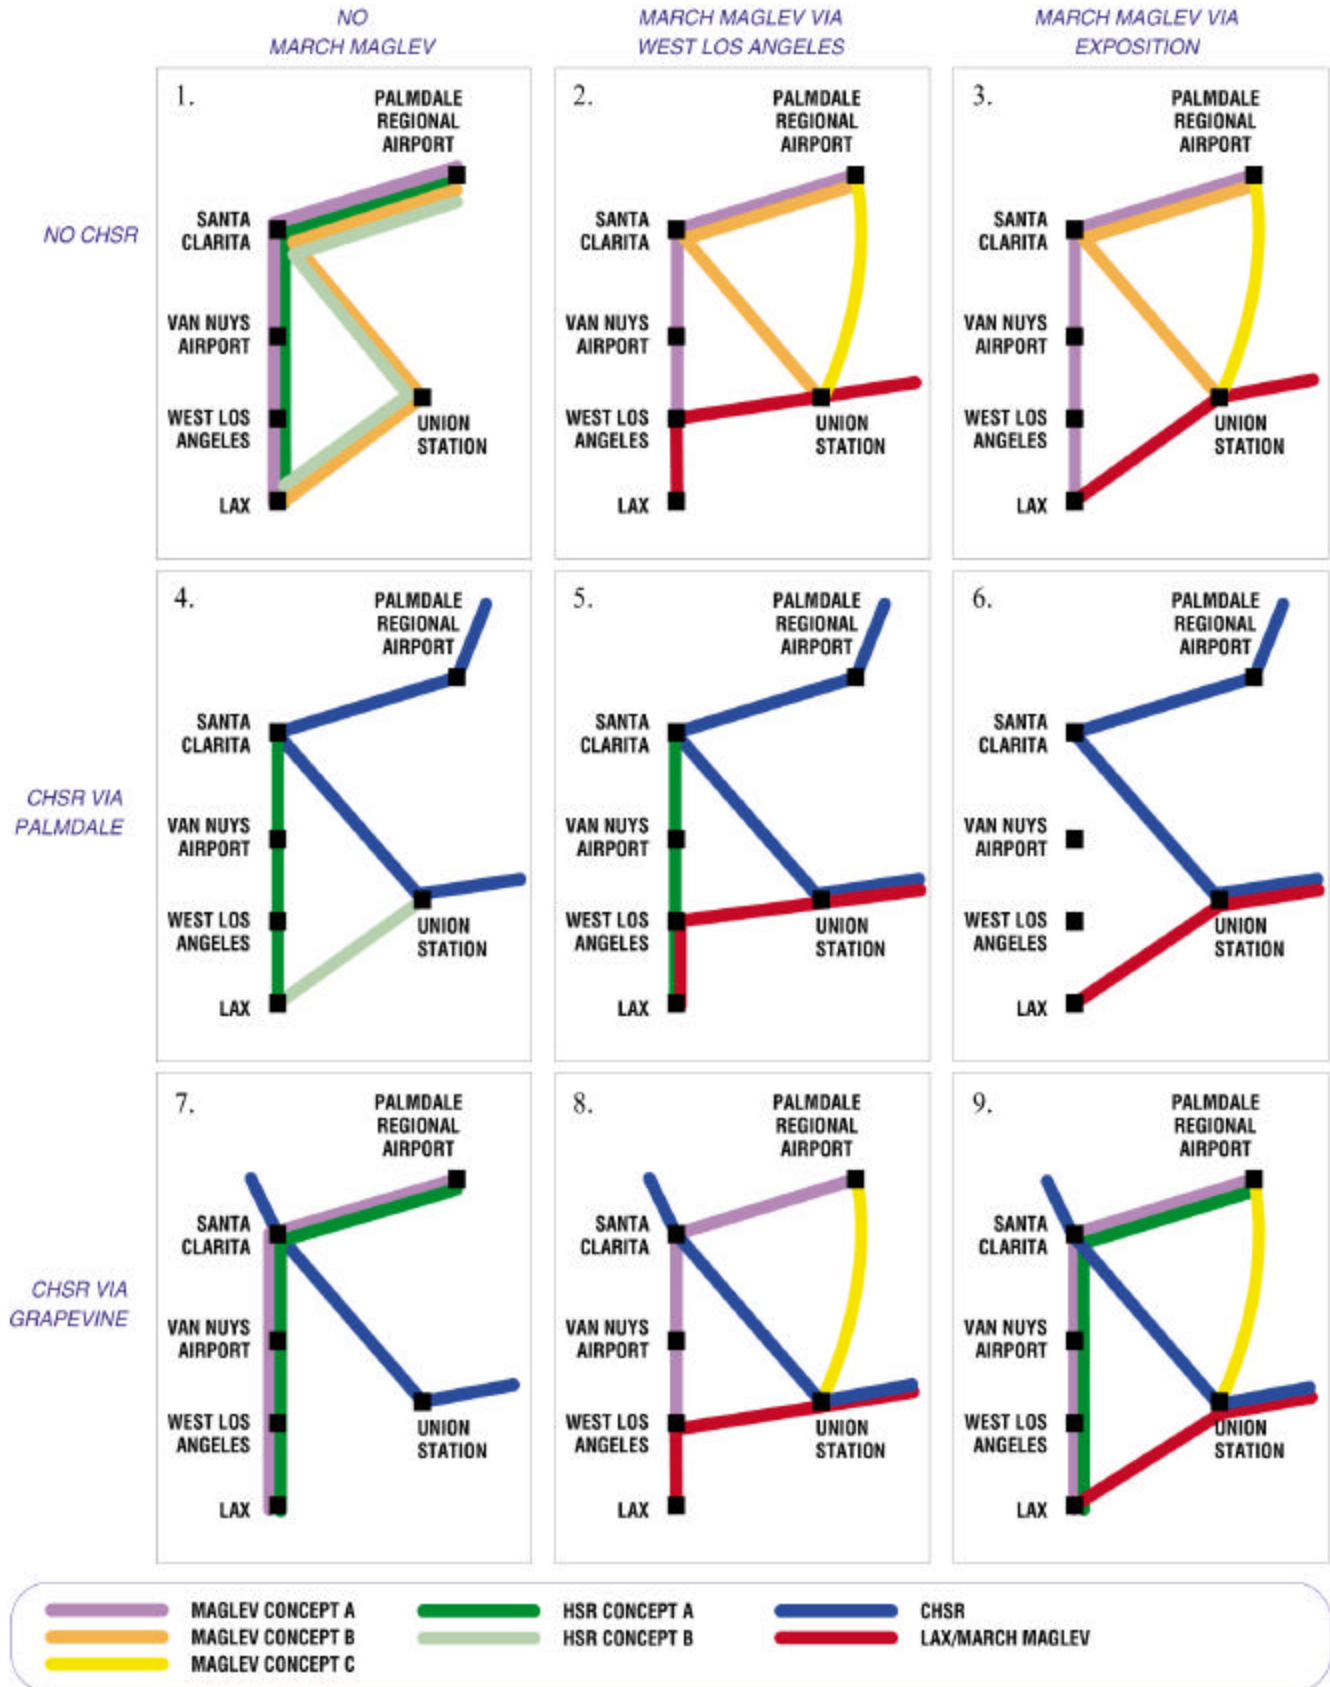 NO
MARCH MAGLEV
MARCH MAGLEV VIA
WEST LOS ANGELES
MARCH MAGLEV VIA
EXPOSITION
NO CHSR
1.
PALMDALE
REGIONAL
AIRPORT
SANTA
CLARITA
VAN NUYS
AIRPORT
WEST LOS
ANGELES
UNION
STATION
LAX
2.
PALMDALE
REGIONAL
AIRPORT
SANTA
CLARITA
VAN NUYS
AIRPORT
WEST LOS
ANGELES
UNION
STATION
LAX
3.
PALMDALE
REGIONAL
AIRPORT
SANTA
CLARITA
VAN NUYS
AIRPORT
WEST LOS
ANGELES
UNION
STATION
LAX
CHSR VIA
PALMDALE
4.
PALMDALE
REGIONAL
AIRPORT
SANTA
CLARITA
VAN NUYS
AIRPORT
WEST LOS
ANGELES
UNION
STATION
LAX
5.
PALMDALE
REGIONAL
AIRPORT
SANTA
CLARITA
VAN NUYS
AIRPORT
WEST LOS
ANGELES
UNION
STATION
LAX
6.
PALMDALE
REGIONAL
AIRPORT
SANTA
CLARITA
VAN NUYS
AIRPORT
WEST LOS
ANGELES
UNION
STATION
LAX
CHSR VIA
GRAPEVINE
7.
PALMDALE
REGIONAL
AIRPORT
SANTA
CLARITA
VAN NUYS
AIRPORT
WEST LOS
ANGELES
UNION
STATION
LAX
8.
PALMDALE
REGIONAL
AIRPORT
SANTA
CLARITA
VAN NUYS
AIRPORT
WEST LOS
ANGELES
UNION
STATION
LAX
9.
PALMDALE
REGIONAL
AIRPORT
SANTA
CLARITA
VAN NUYS
AIRPORT
WEST LOS
ANGELES
UNION
STATION
LAX
MAGLEV CONCEPT A
MAGLEV CONCEPT B
MAGLEV CONCEPT C
HSR CONCEPT A
HSR CONCEPT B
CHSR
LAX/MARCH MAGLEV